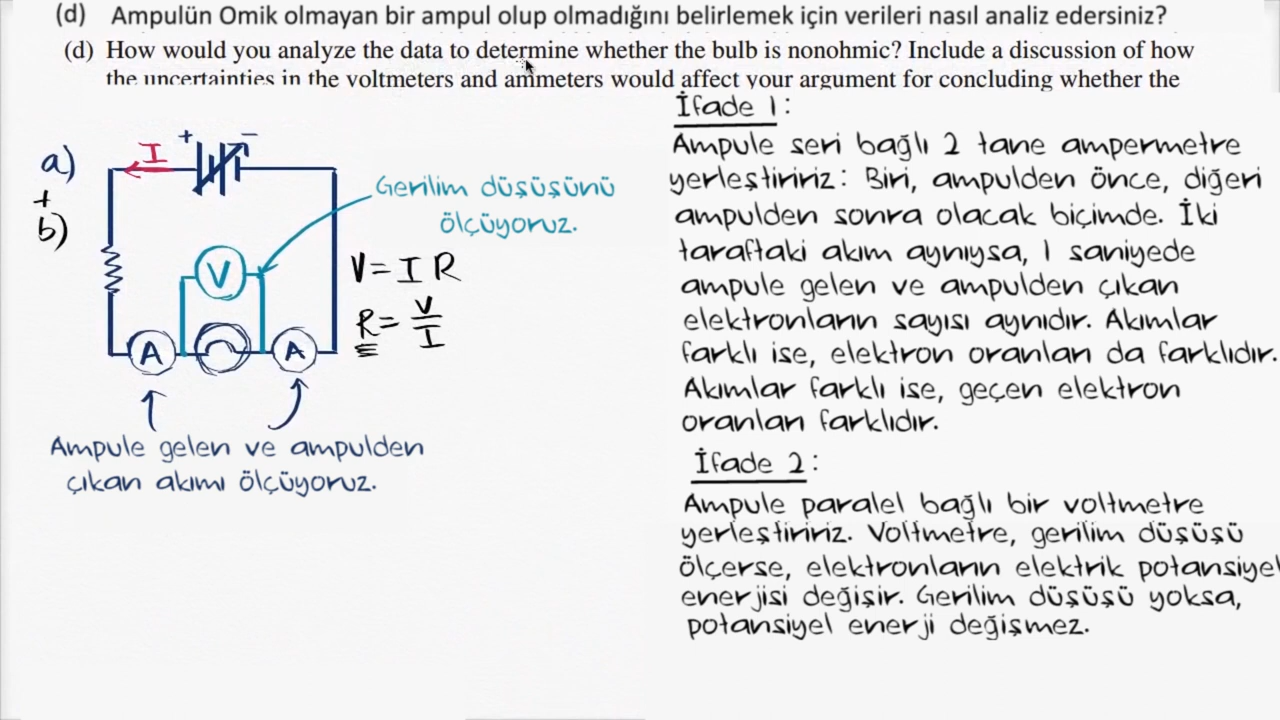 (d) Ampulün Omik olmayan bir ampul olup olmadığını belirlemek için verileri nasıl analiz edersiniz?
(d) How would you analyze the data to determine whether the bulb is nonohmic? Include a discussion of how
the uncertainties in the voltmeters and ammeters would affect your argument for concluding whether the
a)
+
b)
I
+ -
V
A
A
Gerilim düşüşünü
ölçüyoruz.
V = I R
R = V
I
Ampule gelen ve ampulden
çıkan akımı ölçüyoruz.
İfade 1:
Ampule seri bağlı 2 tane ampermetre
yerleştiririz: Biri, ampulden önce, diğeri
ampulden sonra olacak biçimde. İki
taraftaki akım aynıysa, 1 saniyede
ampule gelen ve ampulden çıkan
elektronların sayısı aynıdır. Akımlar
farklı ise, elektron oranları da farklıdır.
Akımlar farklı ise, geçen elektron
oranları farklıdır.
İfade 2:
Ampule paralel bağlı bir voltmetre
yerleştiririz. Voltmetre, gerilim düşüşü
ölçerse, elektronların elektrik potansiyel
enerjisi değişir. Gerilim düşüşü yoksa,
potansiyel enerji değişmez.